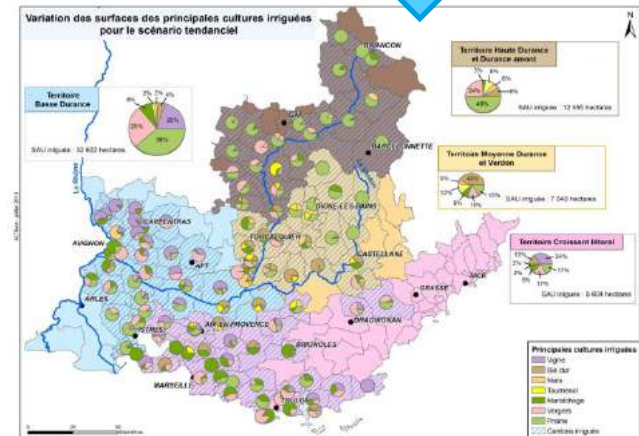 Variation des surfaces des principales cultures irriguées
pour le scénario tendanciel
N
Territoire Haute Durance
et Durance amont
SAU irriguée : 12 595 hectares
Territoire
Basse Durance
SAU irriguée : 32 622 hectares
Territoire Moyenne Durance
et Verdon
SAU irriguée : 7 040 hectares
Territoire Croissant littoral
SAU irriguée : 6 604 hectares
BRIANCON
GAP
BARCELONNETTE
Le Rhône
DIGNE-LES-BAINS
CARPENTRAS
FORCALQUIER
AVIGNON
APT
CASTELLANE
ARLES
NICE
GRASSE
DRAGUIGNAN
ISTRES
AIX-EN-PROVENCE
BRIGNOLES
MARSEILLE
TOULON
Principales cultures irriguées
Vigne
Blé dur
Maïs
Tournesol
Maraîchage
Vergers
Prairie
Cantons irrigués